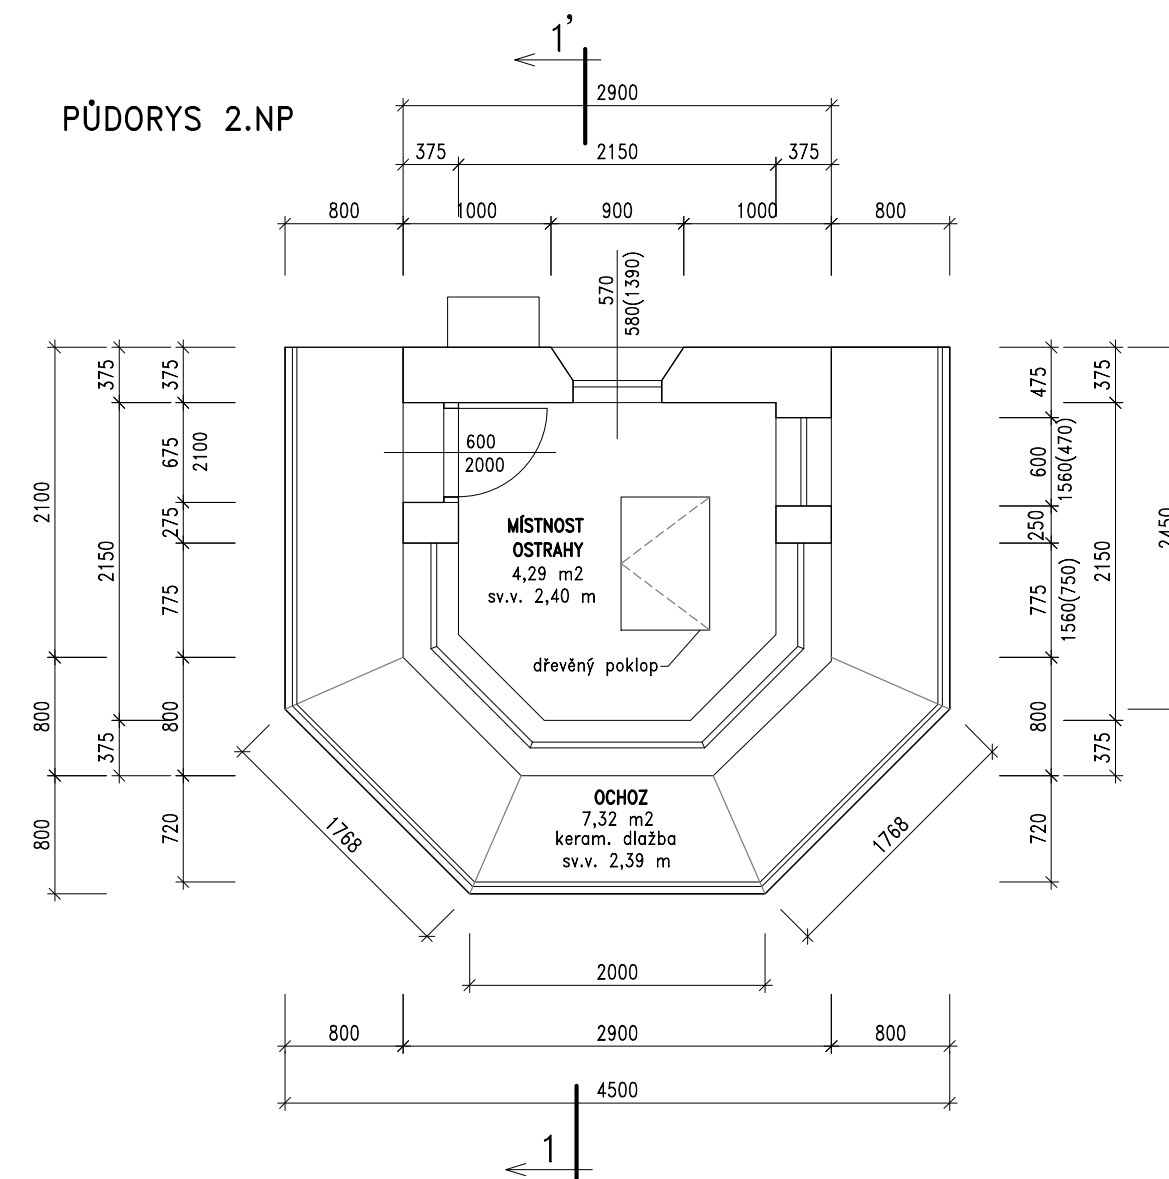 1'
PŮDORYS 2.NP
2900
375 2150 375
800 1000 900 1000 800
570
580(1390)
375
675
2100
275
775
800
720
375
2150
375
2100
800
800
600
2000
MÍSTNOST
OSTRAHY
4,29 m2
sv.v. 2,40 m
dřevěný poklop
OCHOZ
7,32 m2
keram. dlažba
sv.v. 2,39 m
475
600
1560(470)
250
775
1560(750)
800
720
375
2150
375
2450
1768
1768
2000
800 2900 800
4500
1